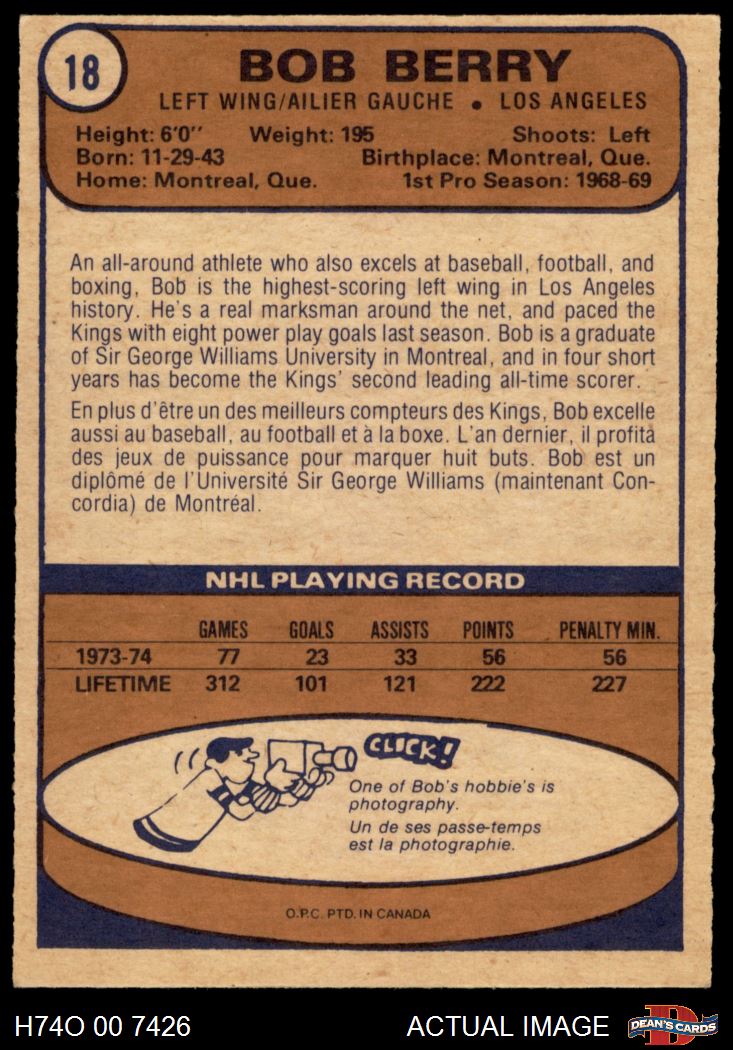 18
BOB BERRY
LEFT WING/AILIER GAUCHE • LOS ANGELES
Height: 6'0" Weight: 195 Shoots: Left
Born: 11-29-43 Birthplace: Montreal, Que.
Home: Montreal, Que. 1st Pro Season: 1968-69
An all-around athlete who also excels at baseball, football, and
boxing, Bob is the highest-scoring left wing in Los Angeles
history. He's a real marksman around the net, and paced the
Kings with eight power play goals last season. Bob is a graduate
of Sir George Williams University in Montreal, and in four short
years has become the Kings' second leading all-time scorer.
En plus d'être un des meilleurs compteurs des Kings, Bob excelle
aussi au baseball, au football et à la boxe. L'an dernier, il profita
des jeux de puissance pour marquer huit buts. Bob est un
diplômé de l'Université Sir George Williams (maintenant Con-
cordia) de Montréal.
NHL PLAYING RECORD
GAMES GOALS ASSISTS POINTS PENALTY MIN.
1973-74 77 23 33 56 56
LIFETIME 312 101 121 222 227
CLICK!
One of Bob's hobbie's is
photography.
Un de ses passe-temps
est la photographie.
O.P.C. PTD. IN CANADA
H74O 00 7426 ACTUAL IMAGE
D
DEAN'S CARDS